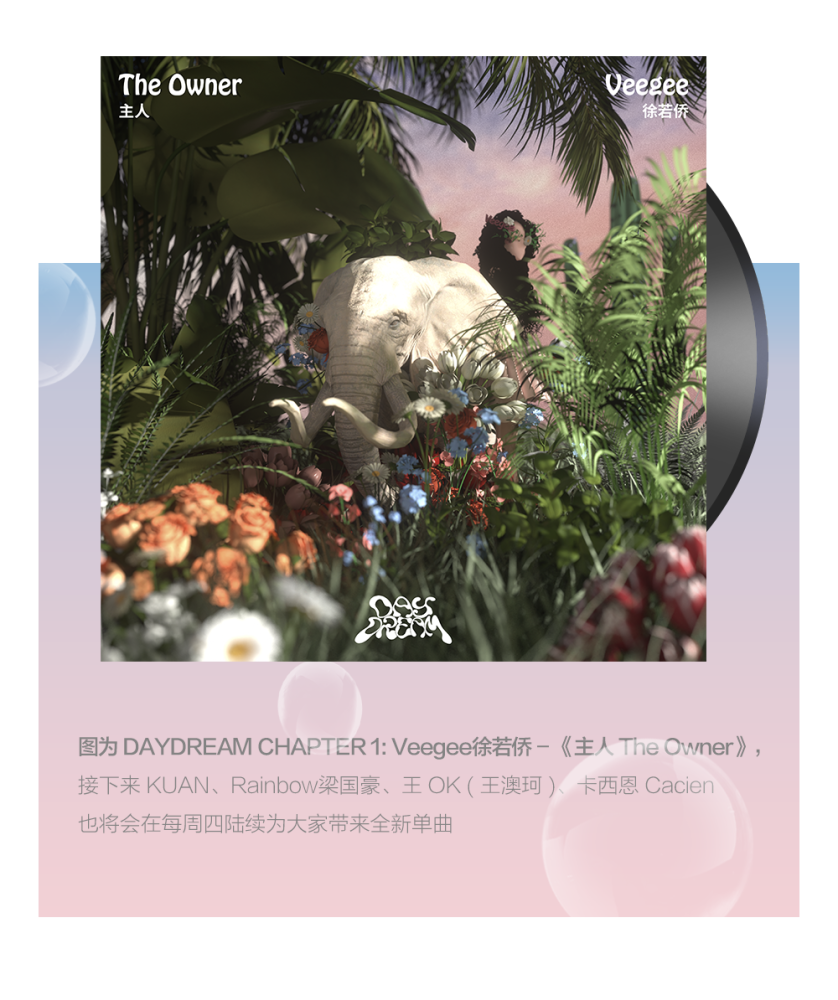 The Owner
主人
Veegee
徐若侨
DAY
DREAM
图为 DAYDREAM CHAPTER 1: Veegee徐若侨 – 《主人 The Owner》，
接下来 KUAN、Rainbow梁国豪、王 OK ( 王澳珂 )、卡西恩 Cacien
也将会在每周四陆续为大家带来全新单曲